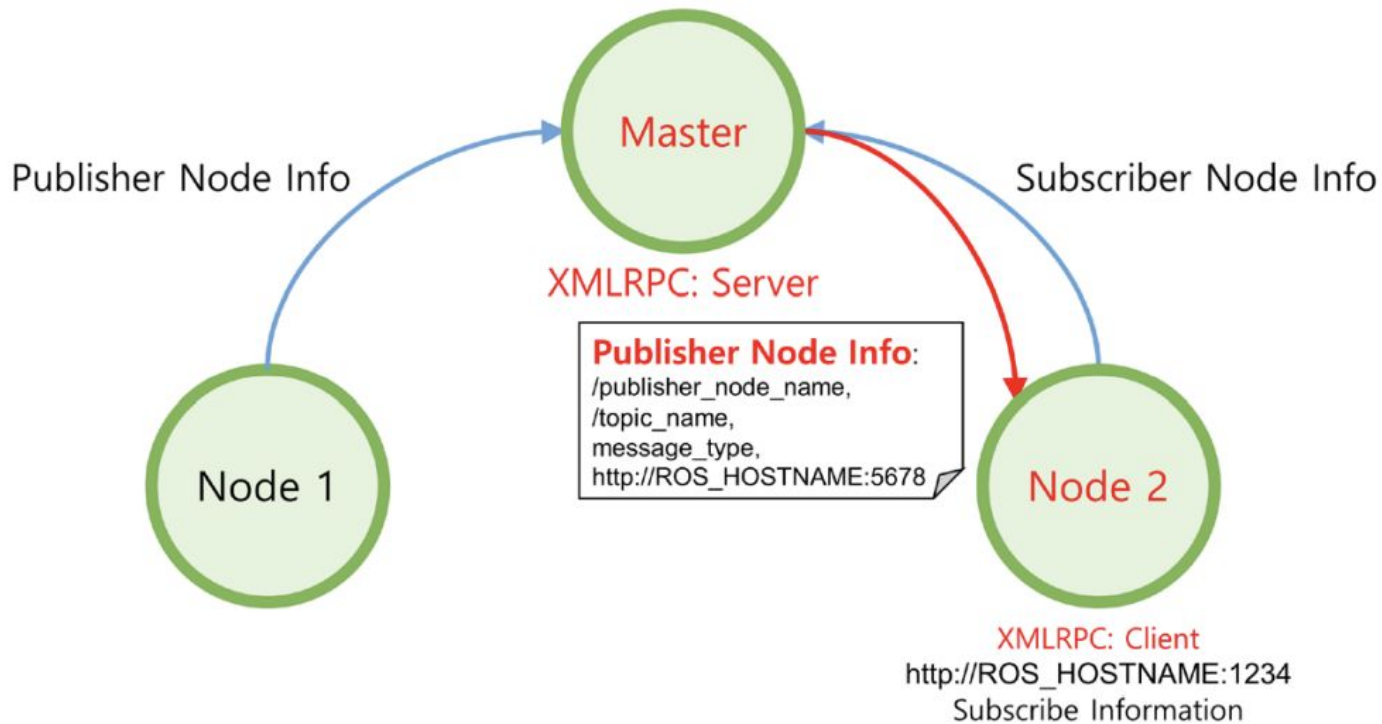 Master
Publisher Node Info
Subscriber Node Info
XMLRPC: Server
Publisher Node Info:
/publisher_node_name,
/topic_name,
message_type,
http://ROS_HOSTNAME:5678
Node 1
Node 2
XMLRPC: Client
http://ROS_HOSTNAME:1234
Subscribe Information